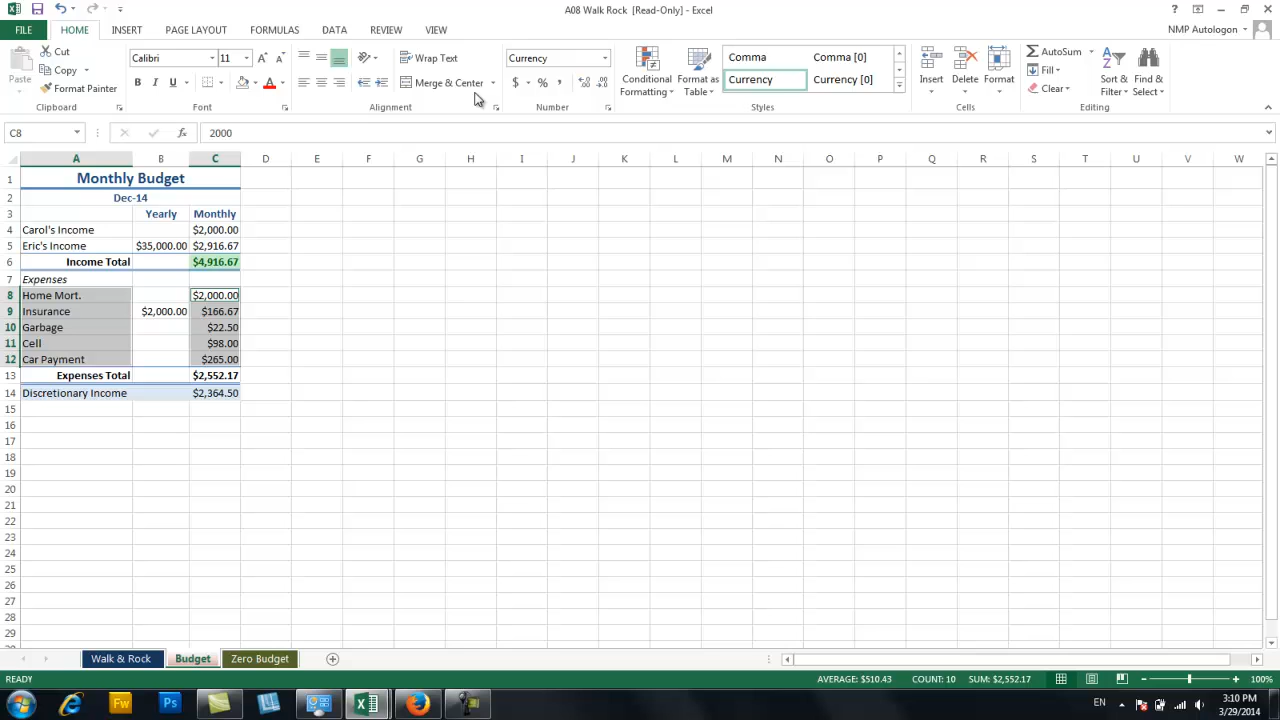 A08 Walk Rock [Read-Only] - Excel
FILE HOME INSERT PAGE LAYOUT FORMULAS DATA REVIEW VIEW NMP Autologon
Paste
Cut
Copy
Format Painter
Calibri 11
B I U
Wrap Text
Merge & Center
Currency
$ % ,
Conditional Formatting
Format as Table
Comma Comma [0]
Currency Currency [0]
Insert Delete Format
AutoSum
Fill
Clear
Sort & Filter
Find & Select
Clipboard Font Alignment Number Styles Cells Editing
C8 fx 2000
A B C D E F G H I J K L M N O P Q R S T U V W
1 Monthly Budget
2 Dec-14
3 Yearly Monthly
4 Carol's Income $2,000.00
5 Eric's Income $35,000.00 $2,916.67
6 Income Total $4,916.67
7 Expenses
8 Home Mort. $2,000.00
9 Insurance $2,000.00 $166.67
10 Garbage $22.50
11 Cell $98.00
12 Car Payment $265.00
13 Expenses Total $2,552.17
14 Discretionary Income $2,364.50
15
16
17
18
19
20
21
22
23
24
25
26
27
28
29
Walk & Rock Budget Zero Budget
READY AVERAGE: $510.43 COUNT: 10 SUM: $2,552.17 100%
EN 3:10 PM
3/29/2014